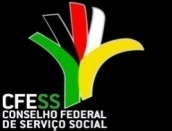 CFESS
CONSELHO FEDERAL
DE SERVIÇO SOCIAL